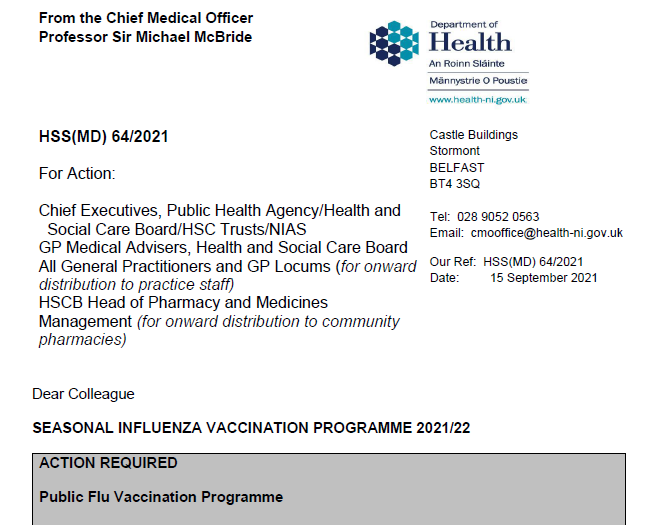 From the Chief Medical Officer
Professor Sir Michael McBride
Department of
Health
An Roinn Sláinte
Männystrie O Poustie
www.health-ni.gov.uk
HSS(MD) 64/2021
For Action:
Chief Executives, Public Health Agency/Health and
Social Care Board/HSC Trusts/NIAS
GP Medical Advisers, Health and Social Care Board
All General Practitioners and GP Locums (for onward
distribution to practice staff)
HSCB Head of Pharmacy and Medicines
Management (for onward distribution to community
pharmacies)
Castle Buildings
Stormont
BELFAST
BT4 3SQ
Tel: 028 9052 0563
Email: cmooffice@health-ni.gov.uk
Our Ref: HSS(MD) 64/2021
Date: 15 September 2021
Dear Colleague
SEASONAL INFLUENZA VACCINATION PROGRAMME 2021/22
ACTION REQUIRED
Public Flu Vaccination Programme